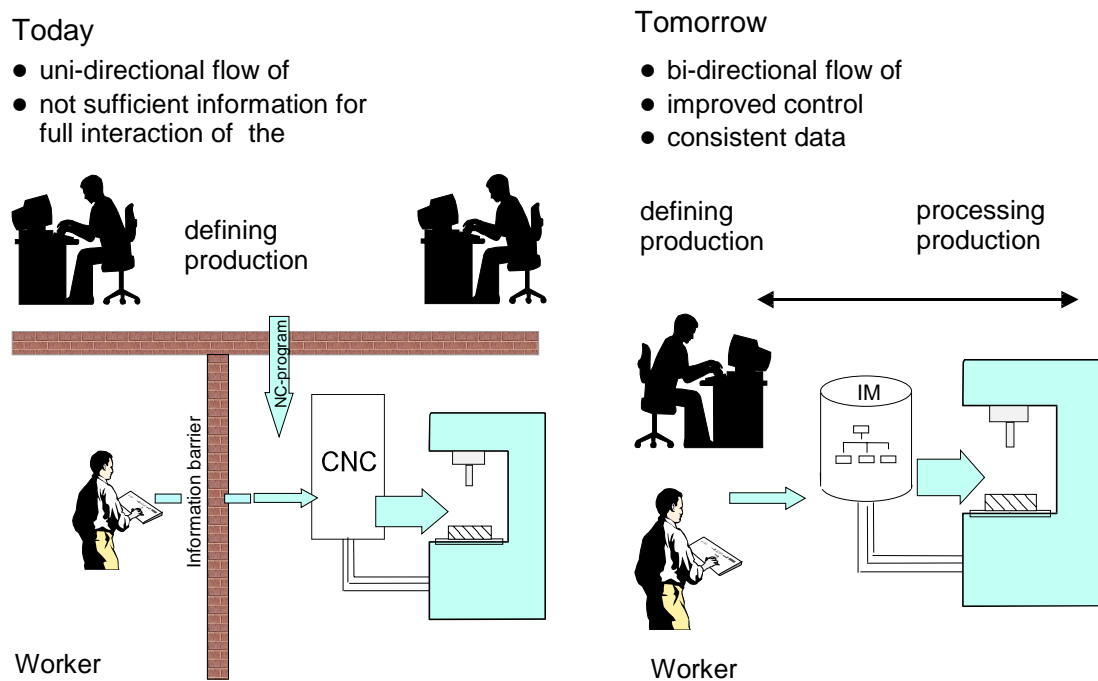 Today
● uni-directional flow of
● not sufficient information for
full interaction of the
defining
production
NC-program
Information barrier
CNC
Worker
Tomorrow
● bi-directional flow of
● improved control
● consistent data
defining
production
processing
production
IM
Worker